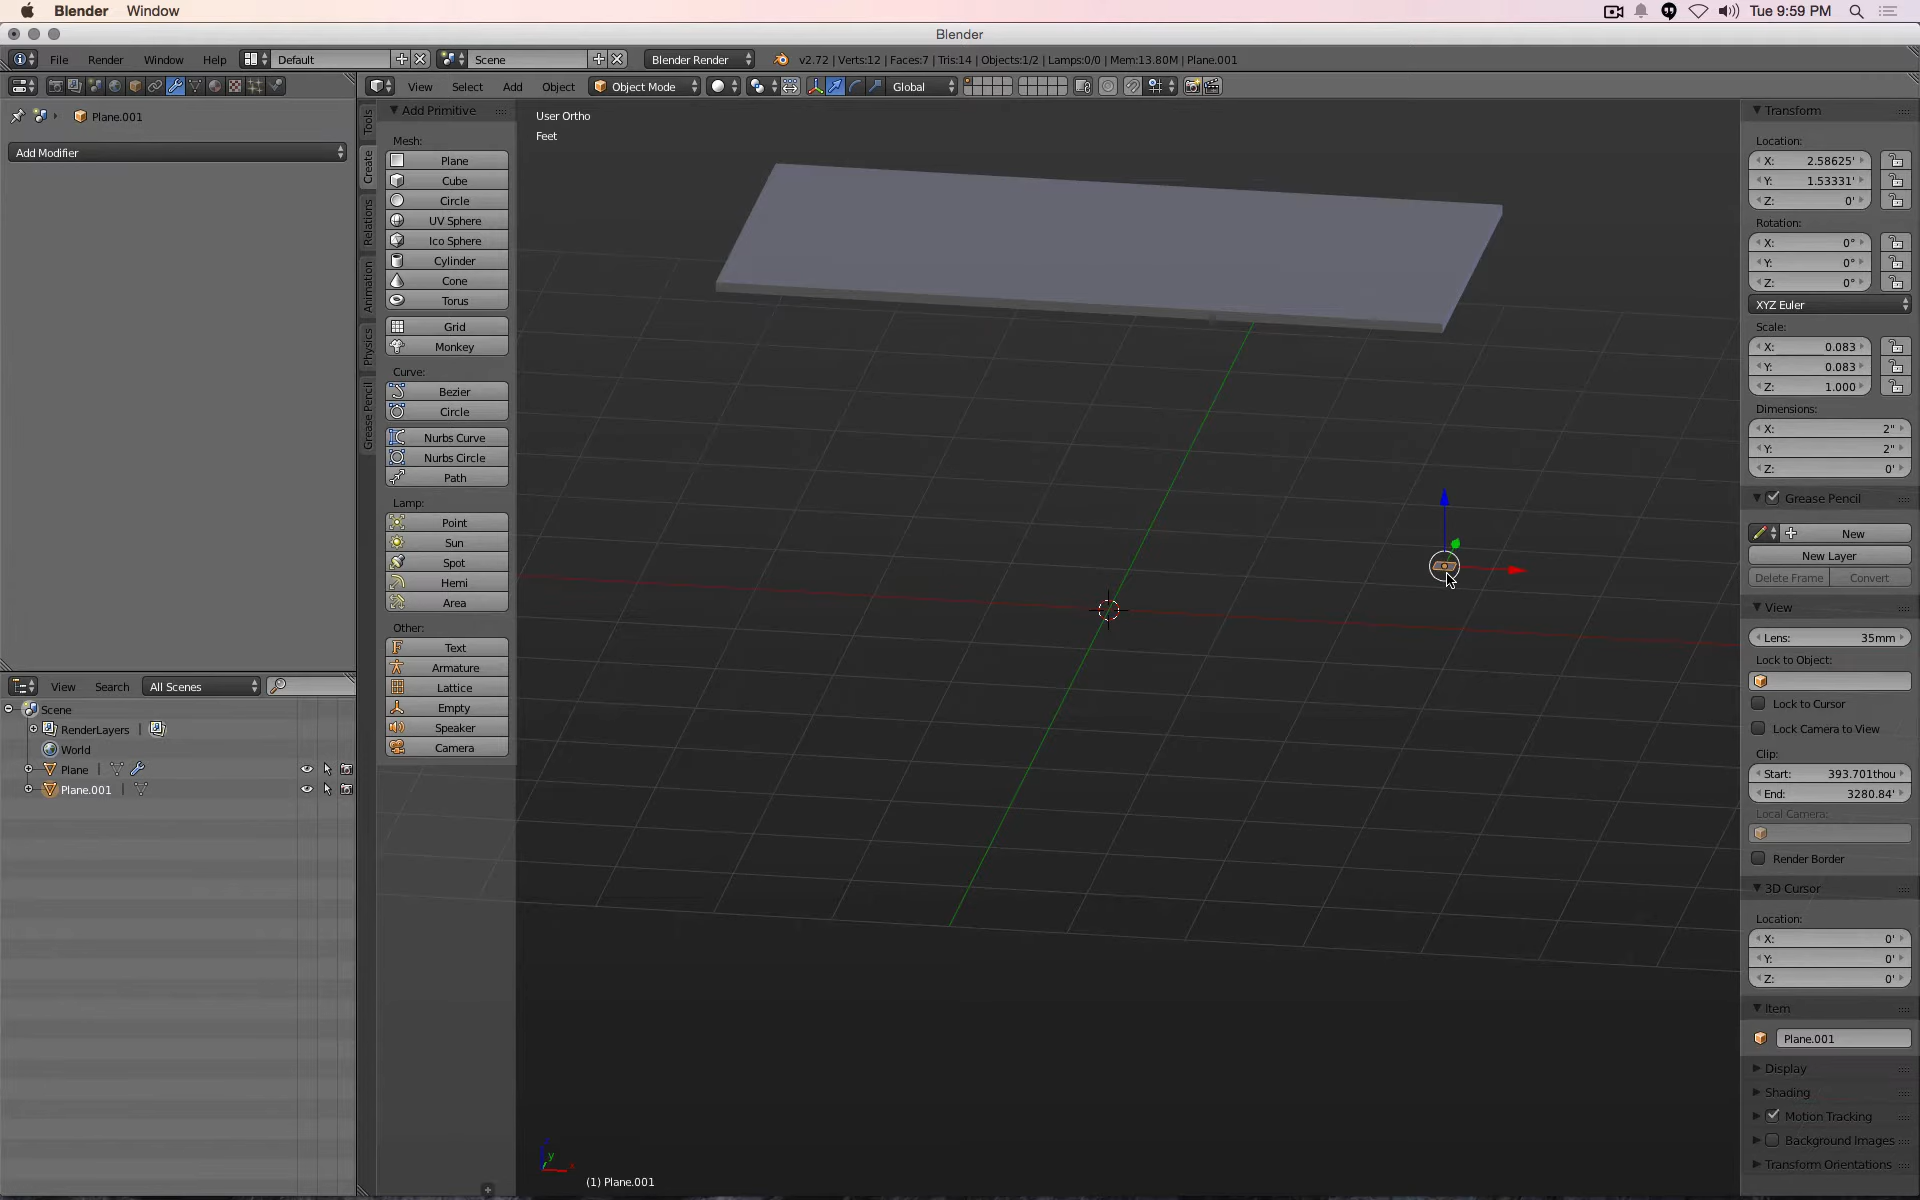 Blender Window Tue 9:59 PM
Blender
File Render Window Help Default Scene Blender Render v2.72 | Verts:12 | Faces:7 | Tris:14 | Objects:1/2 | Lamps:0/0 | Mem:13.80M | Plane.001
View Select Add Object Object Mode Global
Plane.001
Add Modifier
Tools
Create
Relations
Animation
Physics
Grease Pencil
Add Primitive
Mesh:
Plane
Cube
Circle
UV Sphere
Ico Sphere
Cylinder
Cone
Torus
Grid
Monkey
Curve:
Bezier
Circle
Nurbs Curve
Nurbs Circle
Path
Lamp:
Point
Sun
Spot
Hemi
Area
Other:
Text
Armature
Lattice
Empty
Speaker
Camera
User Ortho
Feet
y
x
(1) Plane.001
View Search All Scenes
Scene
RenderLayers |
World
Plane |
Plane.001 |
Transform
Location:
X: 2.58625'
Y: 1.53331'
Z: 0'
Rotation:
X: 0°
Y: 0°
Z: 0°
XYZ Euler
Scale:
X: 0.083
Y: 0.083
Z: 1.000
Dimensions:
X: 2"
Y: 2"
Z: 0'
Grease Pencil
New
New Layer
Delete Frame Convert
View
Lens: 35mm
Lock to Object:
Lock to Cursor
Lock Camera to View
Clip:
Start: 393.701thou
End: 3280.84'
Local Camera:
Render Border
3D Cursor
Location:
X: 0'
Y: 0'
Z: 0'
Item
Plane.001
Display
Shading
Motion Tracking
Background Images
Transform Orientations